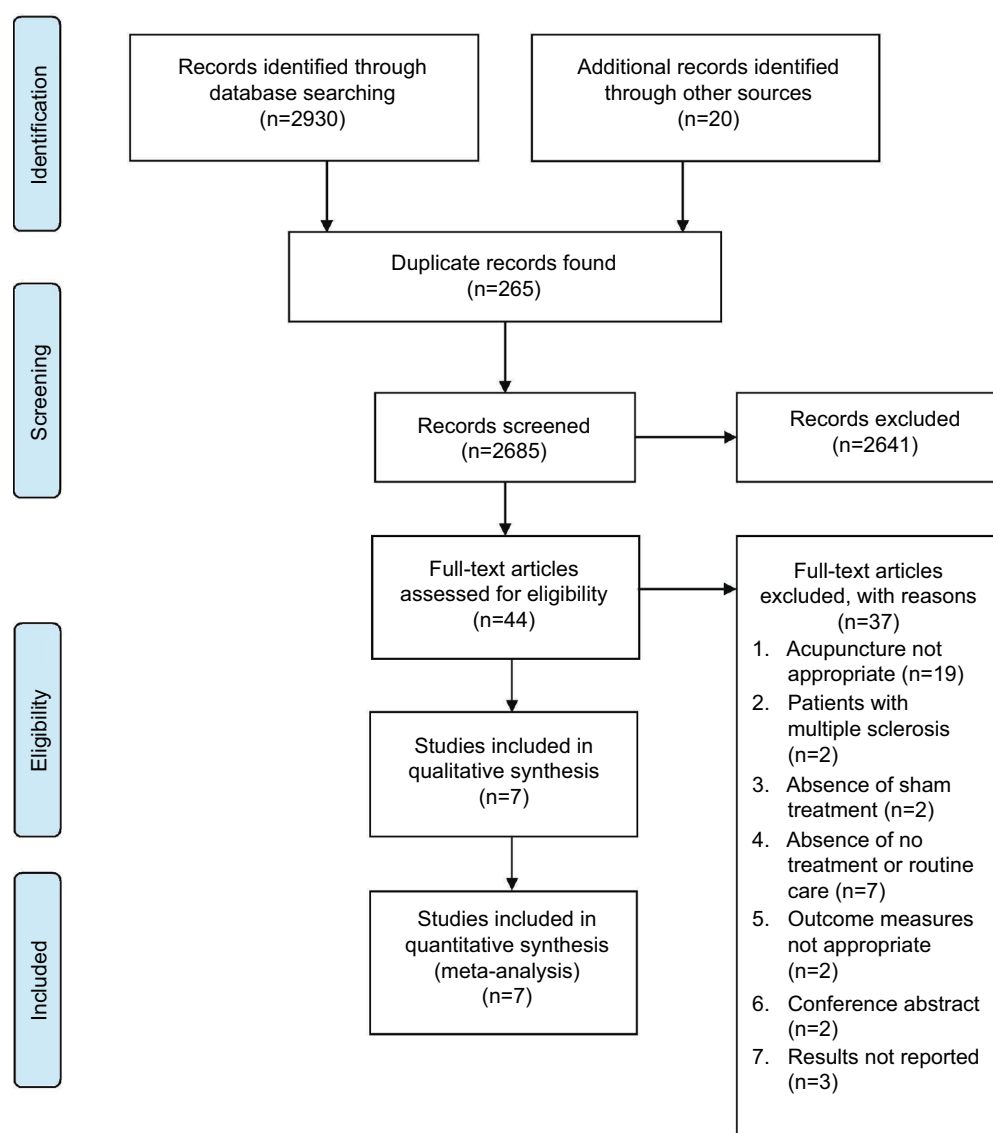 Identification
Records identified through
database searching
(n=2930)
Additional records identified
through other sources
(n=20)
Duplicate records found
(n=265)
Screening
Records screened
(n=2685)
Records excluded
(n=2641)
Full-text articles
assessed for eligibility
(n=44)
Full-text articles
excluded, with reasons
(n=37)
1. Acupuncture not
appropriate (n=19)
2. Patients with
multiple sclerosis
(n=2)
3. Absence of sham
treatment (n=2)
4. Absence of no
treatment or routine
care (n=7)
5. Outcome measures
not appropriate
(n=2)
6. Conference abstract
(n=2)
7. Results not reported
(n=3)
Eligibility
Studies included in
qualitative synthesis
(n=7)
Included
Studies included in
quantitative synthesis
(meta-analysis)
(n=7)